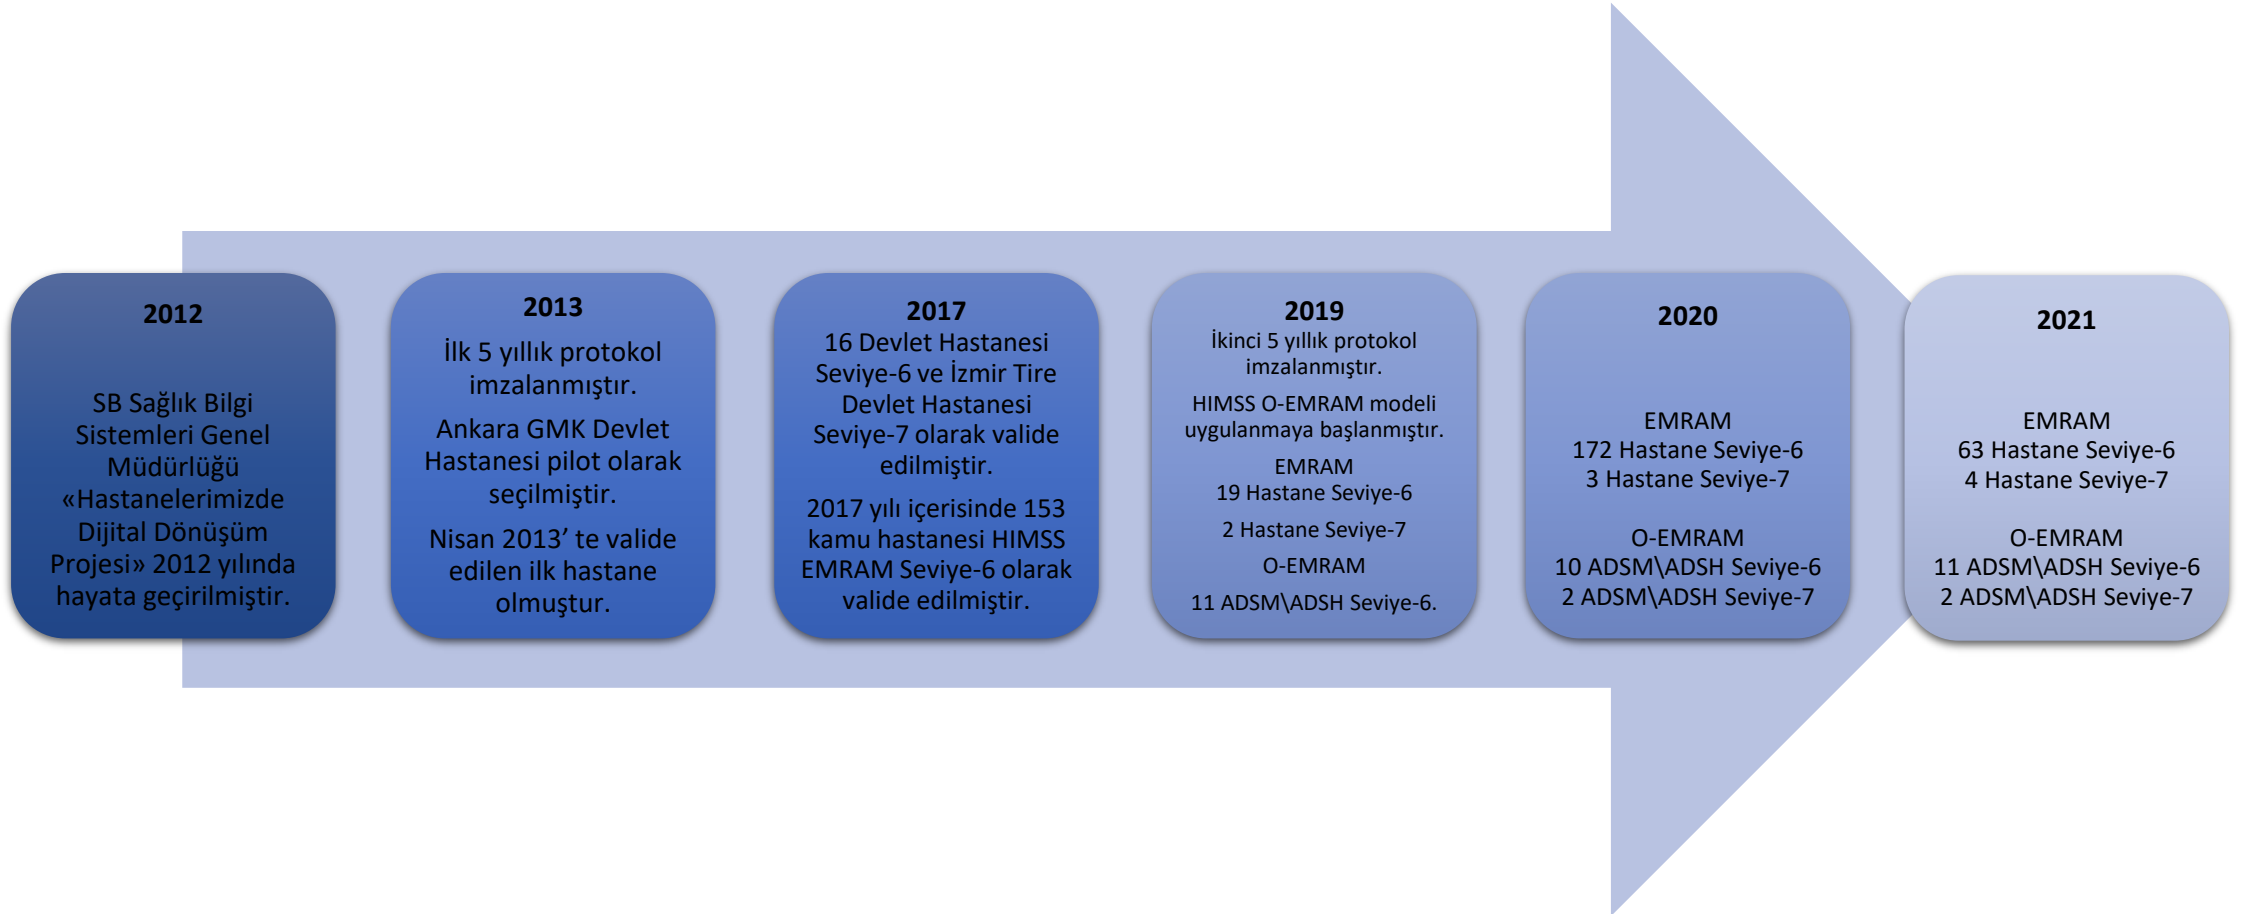 2012
SB Sağlık Bilgi
Sistemleri Genel
Müdürlüğü
«Hastanelerimizde
Dijital Dönüşüm
Projesi» 2012 yılında
hayata geçirilmiştir.
2013
İlk 5 yıllık protokol
imzalanmıştır.
Ankara GMK Devlet
Hastanesi pilot olarak
seçilmiştir.
Nisan 2013’ te valide
edilen ilk hastane
olmuştur.
2017
16 Devlet Hastanesi
Seviye-6 ve İzmir Tire
Devlet Hastanesi
Seviye-7 olarak valide
edilmiştir.
2017 yılı içerisinde 153
kamu hastanesi HIMSS
EMRAM Seviye-6 olarak
valide edilmiştir.
2019
İkinci 5 yıllık protokol
imzalanmıştır.
HIMSS O-EMRAM modeli
uygulanmaya başlanmıştır.
EMRAM
19 Hastane Seviye-6
2 Hastane Seviye-7
O-EMRAM
11 ADSM\ADSH Seviye-6.
2020
EMRAM
172 Hastane Seviye-6
3 Hastane Seviye-7
O-EMRAM
10 ADSM\ADSH Seviye-6
2 ADSM\ADSH Seviye-7
2021
EMRAM
63 Hastane Seviye-6
4 Hastane Seviye-7
O-EMRAM
11 ADSM\ADSH Seviye-6
2 ADSM\ADSH Seviye-7